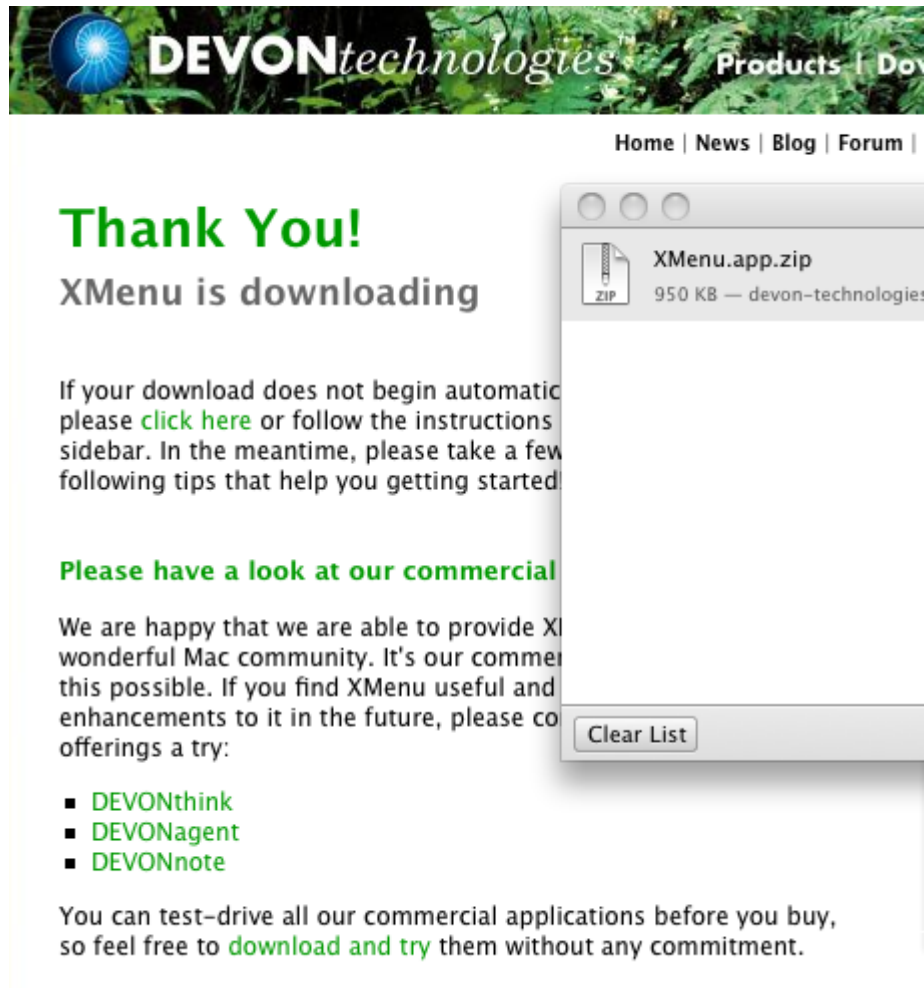 DEVONtechnologies™
Products |
Home | News | Blog | Forum |
Thank You!
XMenu is downloading
If your download does not begin
please click here or follow the instructions
sidebar. In the meantime, please take a few
following tips that help you getting started!
Please have a look at our commercial
We are happy that we are able to provide
wonderful Mac community. It's our
this possible. If you find XMenu useful and
enhancements to it in the future, please
offerings a try:
DEVONthink
DEVONagent
DEVONnote
You can test-drive all our commercial applications before you buy,
so feel free to download and try them without any commitment.
XMenu.app.zip
ZIP
950 KB — devon-technologies
Clear List